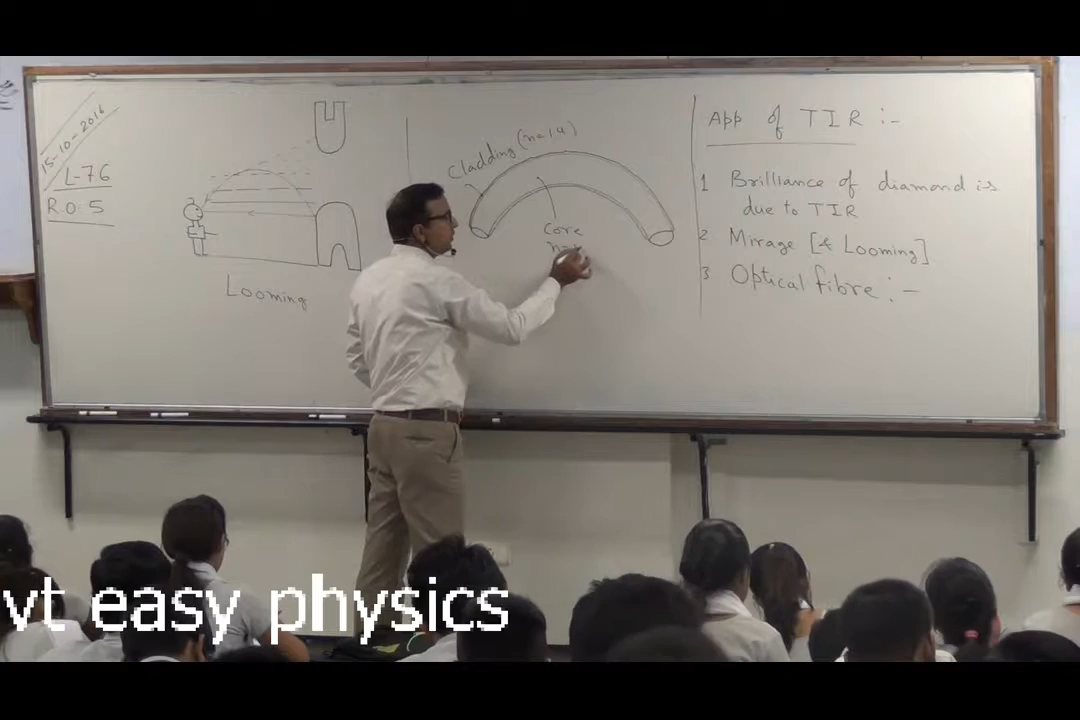 15-10-2016
L-76
R.O.5
Looming
Cladding (n=1.4)
Core
App of TIR :-
1 Brilliance of diamond is
due to TIR
2 Mirage [& Looming]
3 Optical fibre :-
vt easy physics